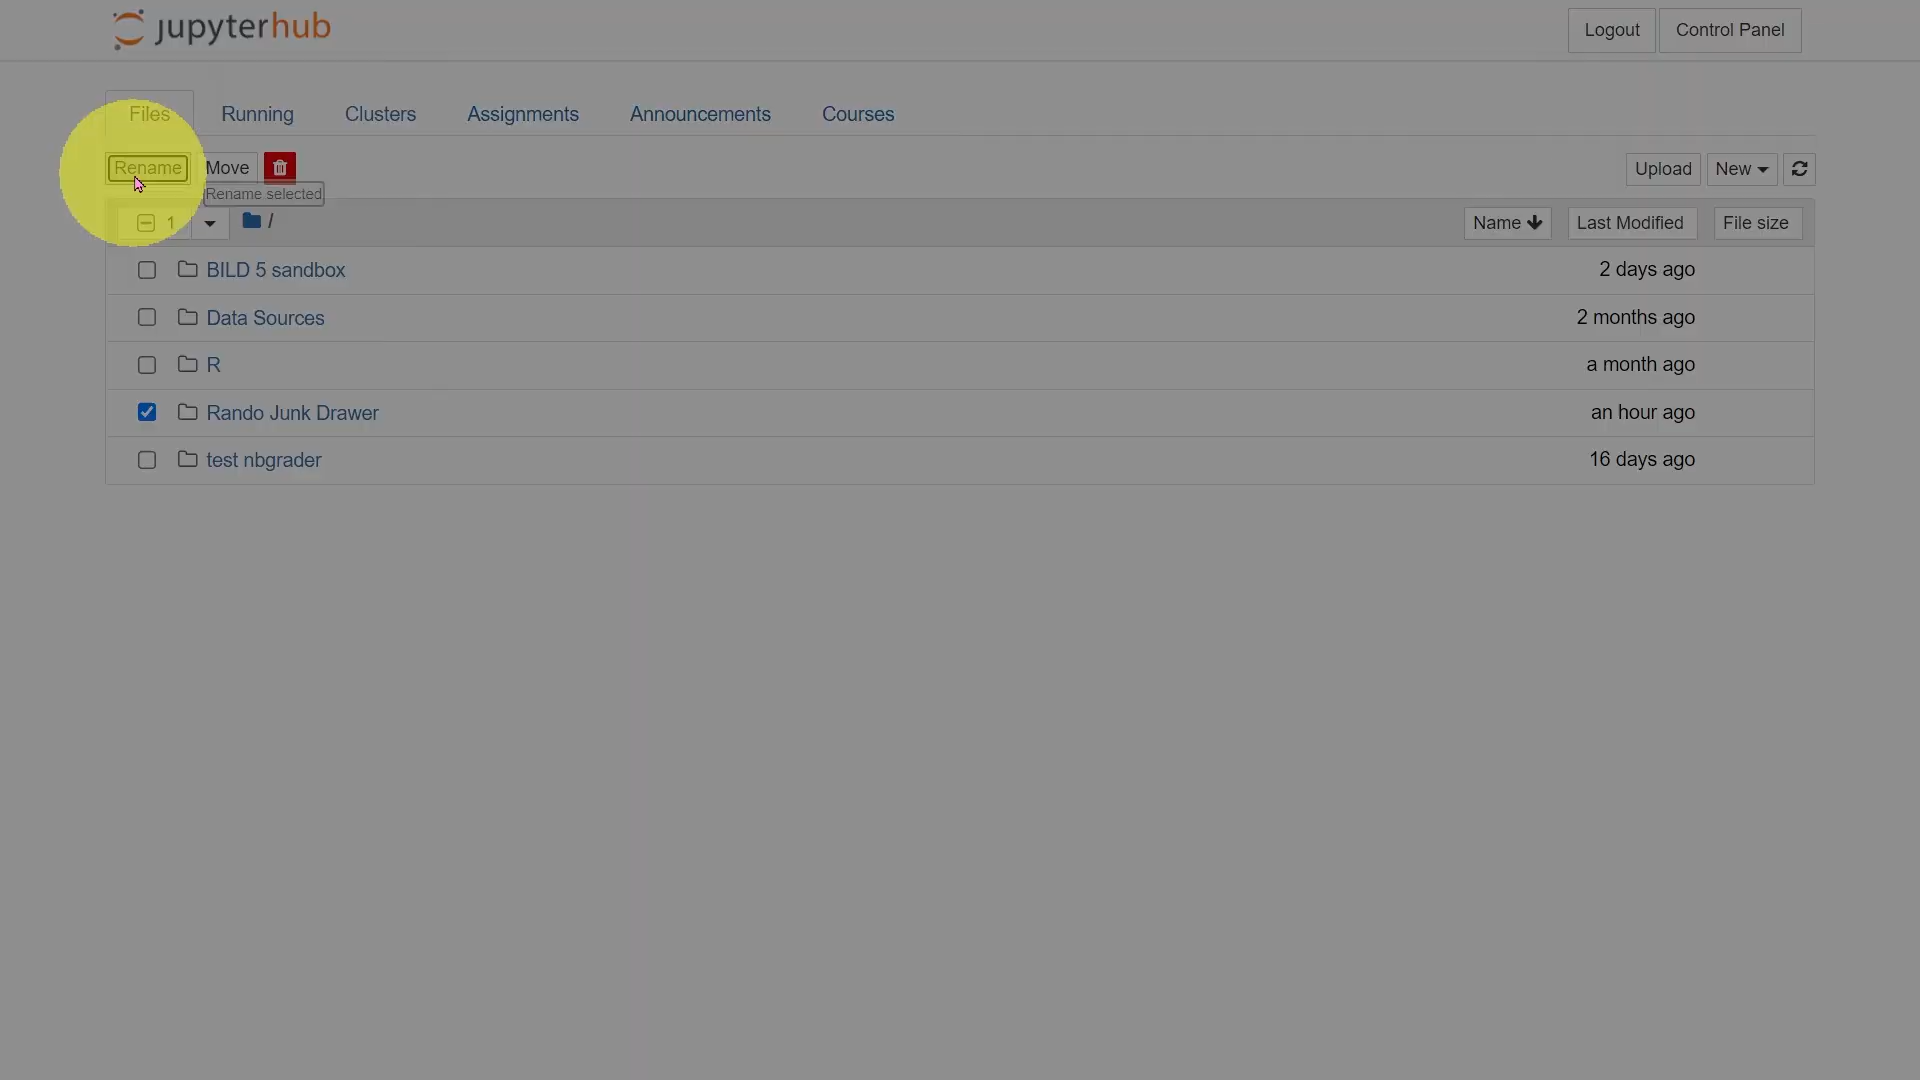 jupyterhub
Logout Control Panel
Files Running Clusters Assignments Announcements Courses
Rename Move Upload New
Rename selected
1 / Name Last Modified File size
BILD 5 sandbox 2 days ago
Data Sources 2 months ago
R a month ago
Rando Junk Drawer an hour ago
test nbgrader 16 days ago